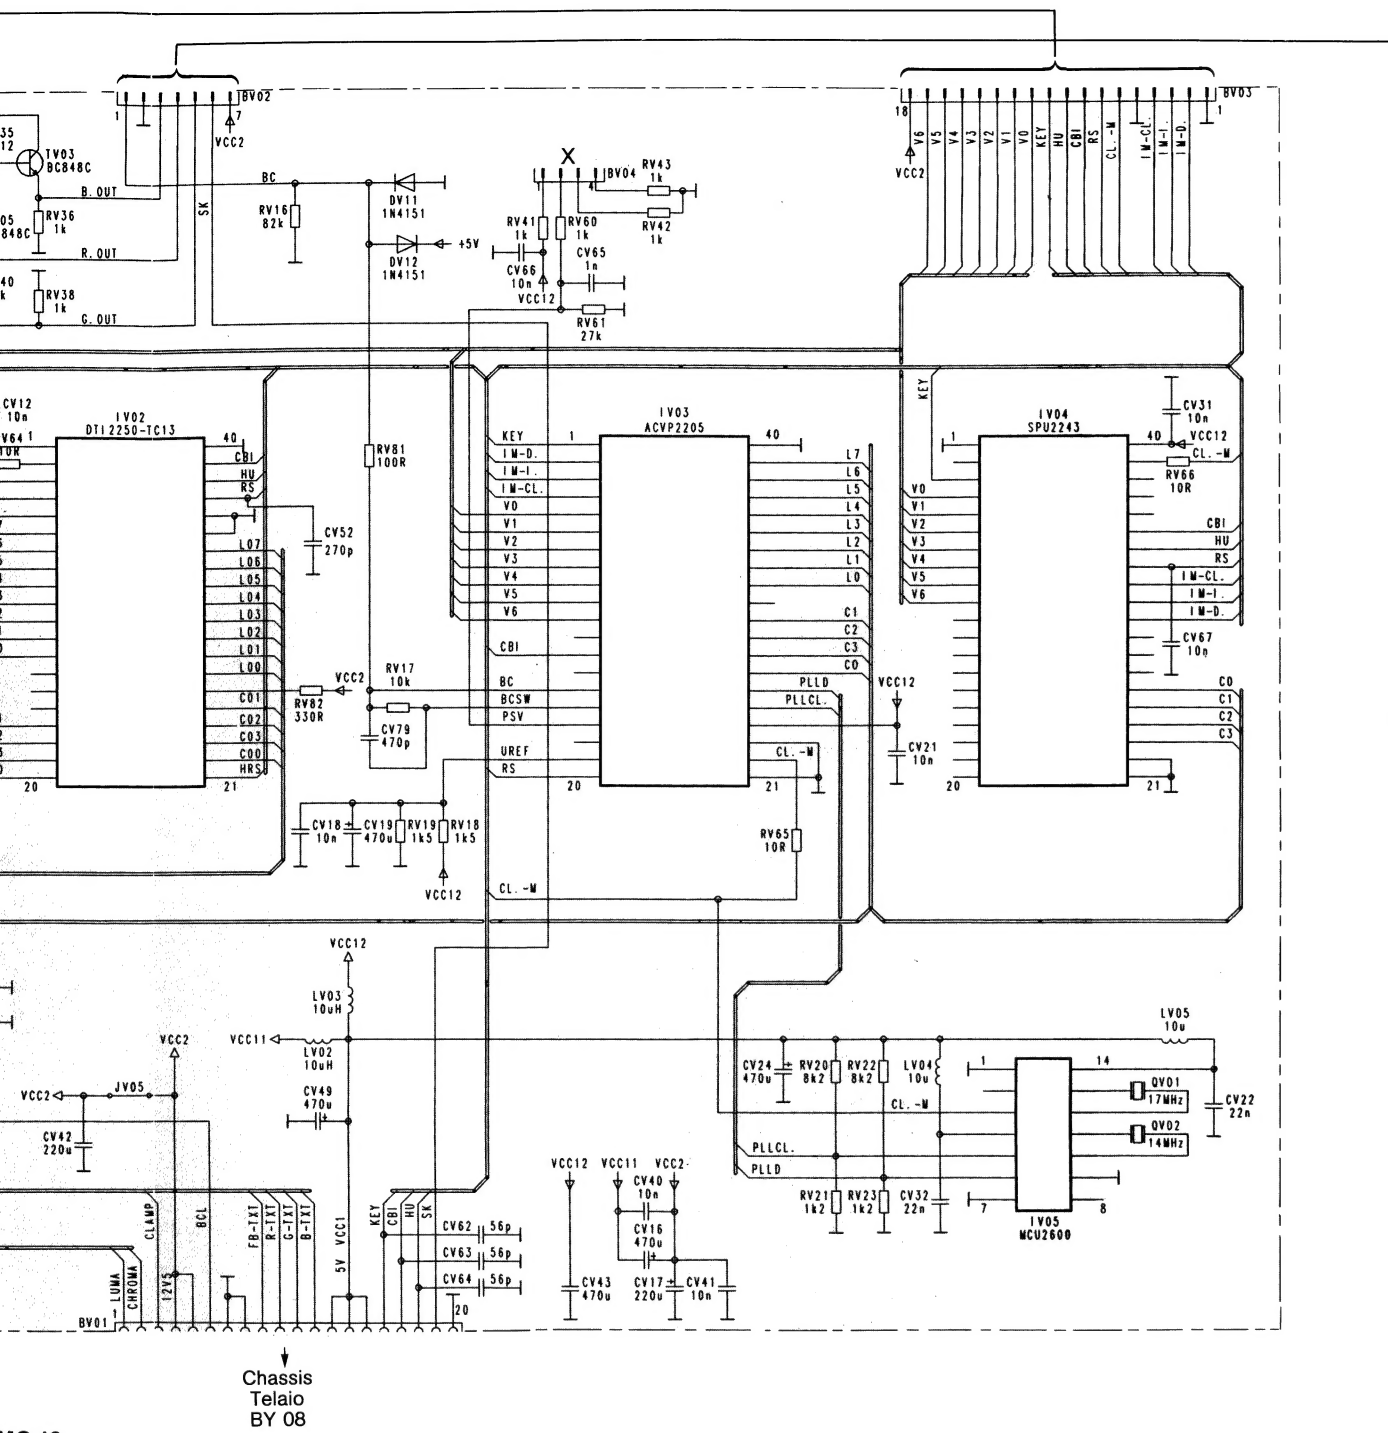 BV02
1
7
VCC2
35
12
TV03
BC848C
B.OUT
05
848C
RV36
1k
R.OUT
40
k
RV38
1k
G.OUT
SK
BC
RV16
82k
DV11
1N4151
+5V
DV12
1N4151
X
4
BV04
RV43
1k
RV42
1k
RV41
1k
RV60
1k
CV66
10n
CV65
1n
VCC12
RV61
27k
BV03
18
1
V6
V5
V4
V3
V2
V1
V0
KEY
HU
CBI
RS
CL.-M
IM-CL.
IM-I.
IM-D.
VCC2
CV12
10n
V64
10R
1
IV02
DTI2250-TC13
40
CBI
HU
RS
CV52
270p
L07
L06
L05
L04
L03
L02
L01
L00
C01
C02
C03
C00
HRS
20
21
RV82
330R
VCC2
RV81
100R
RV17
10k
CV79
470p
IV03
ACVP2205
1
40
KEY
IM-D.
IM-I.
IM-CL.
V0
V1
V2
V3
V4
V5
V6
CBI
BC
BCSW
PSV
UREF
RS
20
L7
L6
L5
L4
L3
L2
L1
L0
C1
C2
C3
C0
PLLD
PLLCL.
CL.-M
21
KEY
IV04
SPU2243
1
40
CV31
10n
VCC12
CL.-M
RV66
10R
V0
V1
V2
V3
V4
V5
V6
CBI
HU
RS
IM-CL.
IM-I.
IM-D.
CV67
10n
C0
C1
C2
C3
20
21
VCC12
CV21
10n
CV18
10n
CV19
470u
RV19
1k5
RV18
1k5
VCC12
RV65
10R
CL.-M
VCC12
LV03
10uH
VCC11
LV02
10uH
CV49
470u
VCC2
VCC2
JV05
CV42
220u
CV24
470u
RV20
8k2
RV22
8k2
LV04
10u
LV05
10u
CL.-M
PLLCL.
PLLD
RV21
1k2
RV23
1k2
CV32
22n
1
14
7
8
IV05
MCU2600
QV01
17MHz
QV02
14MHz
CV22
22n
LUMA
CHROMA
CLAMP
12V5
BCL
FB-TXT
R-TXT
G-TXT
B-TXT
5V VCC1
KEY
CBI
HU
SK
CV62
56p
CV63
56p
CV64
56p
BV01
1
20
VCC12
VCC11
VCC2
CV40
10n
CV16
470u
CV43
470u
CV17
220u
CV41
10n
Chassis
Telaio
BY 08